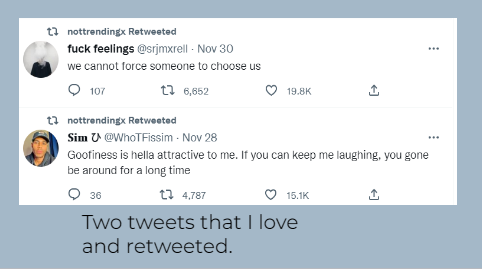 nottrendingx Retweeted
fuck feelings @srjmxrell · Nov 30
we cannot force someone to choose us
107 6,652 19.8K
nottrendingx Retweeted
Sim び @WhoTFissim · Nov 28
Goofiness is hella attractive to me. If you can keep me laughing, you gone
be around for a long time
36 4,787 15.1K
Two tweets that I love
and retweeted.